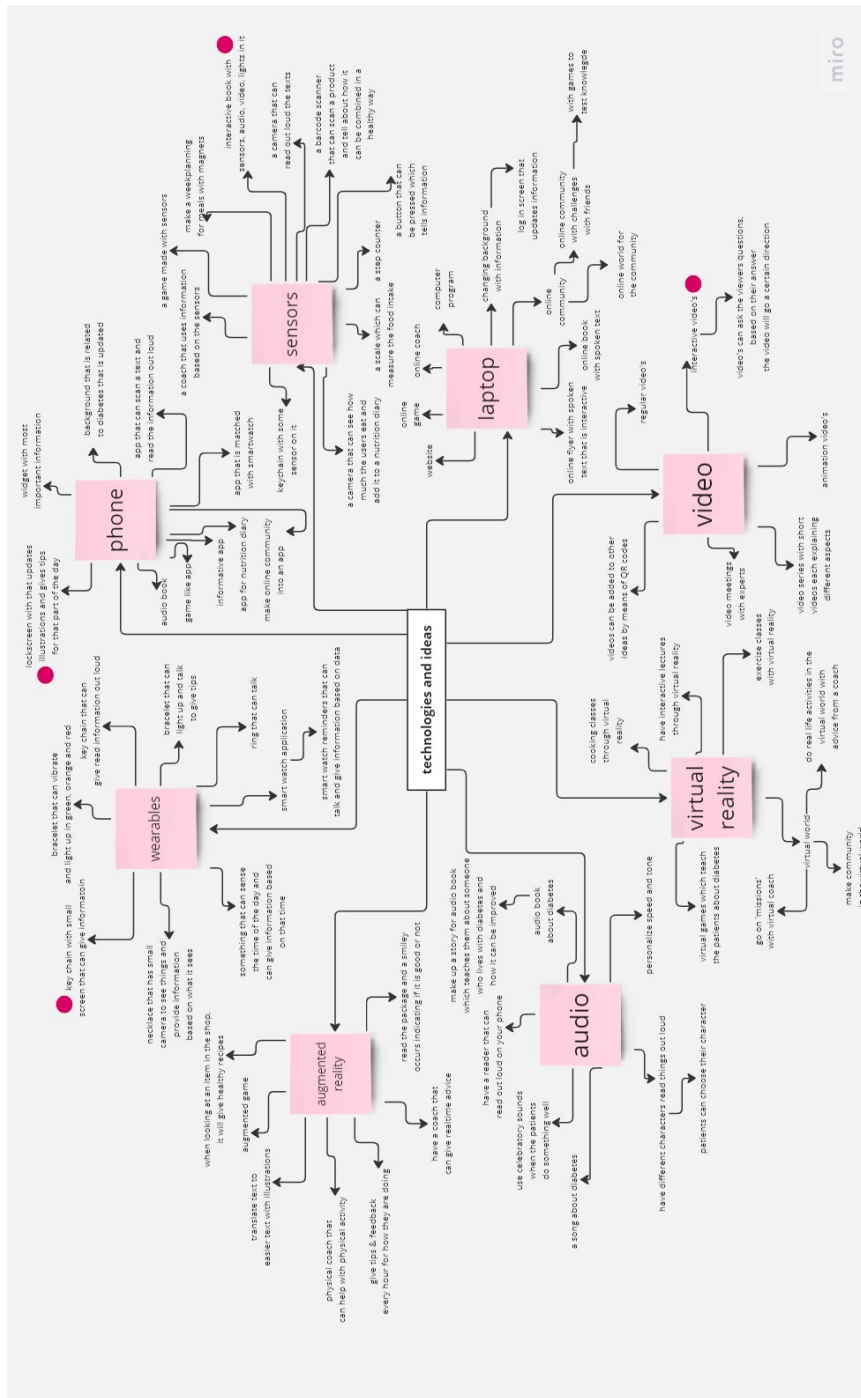 technologies and ideas
wearables
bracelet that can vibrate
and light up in green, orange and red
key chain that can
give read information out loud
bracelet that can
light up and talk
to give tips
ring that can talk
smart watch application
smart watch reminders that can
talk and give information based on data
something that can sense
the time of the day and
can give information based
on that time
necklace that has small
camera to see things and
provide information
based on what it sees
key chain with small
screen that can give informatoin
phone
lockscreen with that updates
illustrations and gives tips
for that part of the day
widget with most
important information
background that is related
to diabetes that is updated
app that can scan a text and
read the information out loud
app that is matched
with smartwatch
make online community
into an app
app for nutrition diary
informative app
game like app
audio book
sensors
a coach that uses information
based on the sensors
a game made with sensors
make a weekplanning
for meals with magnets
interactive book with
sensors, audio, video, lights in it
a camera that can
read out loud the texts
a barcode scanner
that can scan a product
and tell about how it
can be combined in a
healthy way
a button that can
be pressed which
tells information
a step counter
a scale which can
measure the food intake
a camera that can see how
much the users eat and
add it to a nutrition diary
keychain with some
sensor on it
laptop
website
online
game
online coach
computer
program
changing background
with information
log in screen that
updates information
online
community
online community
with challenges
with friends
with games to
test knowlegde
online world for
the community
online book
with spoken text
online flyer with spoken
text that is interactive
video
regular video's
interactive video's
video's can ask the viewers questions,
based on their answer
the video will go a certain direction
animation video's
video series with short
videos each explaining
different aspects
video meetings
with experts
videos can be added to other
ideas by means of QR codes
virtual
reality
cooking classes
through virtual
reality
have interactive lectures
through virtual reality
exercise classes
with virtual reality
virtual world
do real life activities in the
virtual world with
advice from a coach
make community
go on 'missions'
with virtual coach
virtual games which teach
the patients about diabetes
audio
audio book
about diabetes
make up a story for audio book
which teaches them about someone
who lives with diabetes and
how it can be improved
personalize speed and tone
have different characters read things out loud
patients can choose their character
a song about diabetes
use celebratory sounds
when the patients
do something well
have a reader that can
read out loud on your phone
augmented
reality
when looking at an item in the shop,
it will give healthy recipes
augmented game
translate text to
easier text with illustrations
physical coach that
can help with physical activity
give tips & feedback
every hour for how they are doing
have a coach that
can give realtime advice
read the package and a smiley
occurs indicating if it is good or not
miro